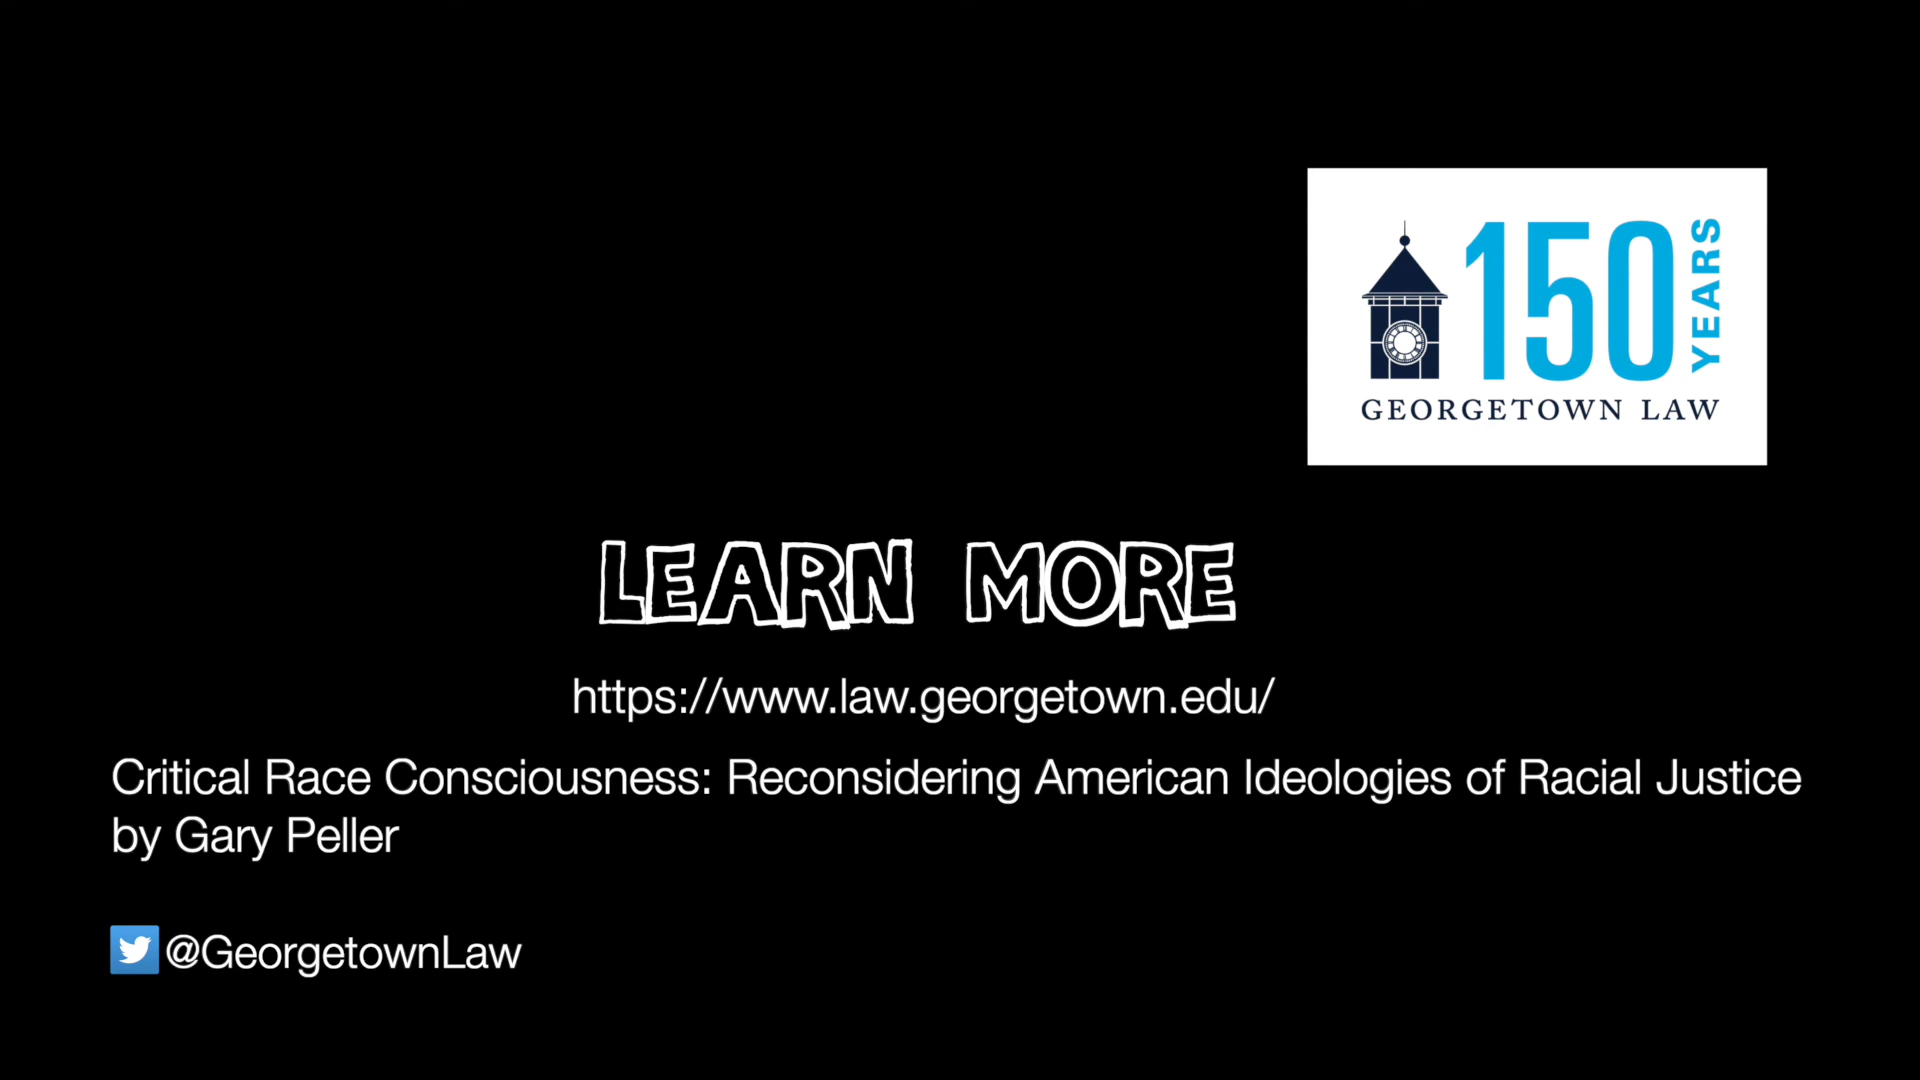 150 YEARS
GEORGETOWN LAW
LEARN MORE
https://www.law.georgetown.edu/
Critical Race Consciousness: Reconsidering American Ideologies of Racial Justice
by Gary Peller
@GeorgetownLaw